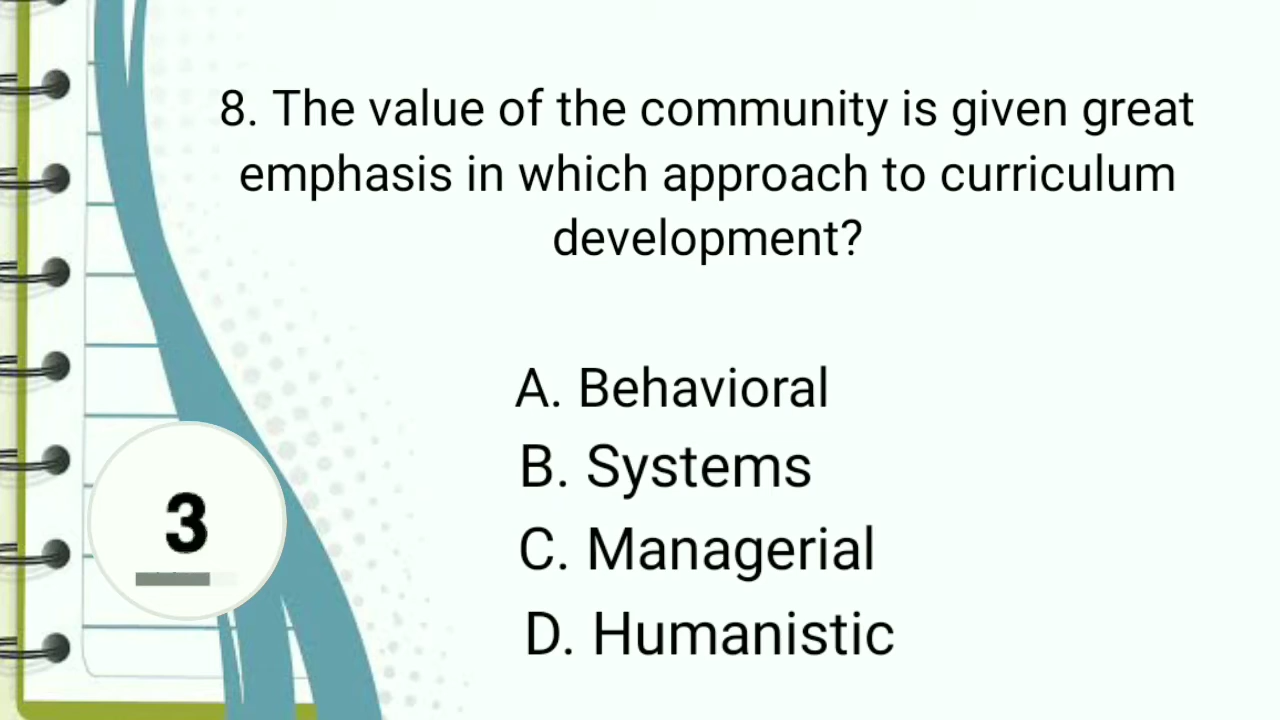 8. The value of the community is given great
emphasis in which approach to curriculum
development?
A. Behavioral
B. Systems
C. Managerial
D. Humanistic
3